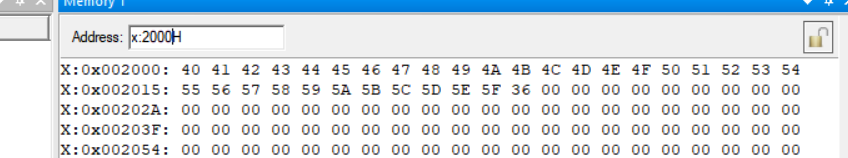 Memory 1
Address: x:2000H
X:0x002000: 40 41 42 43 44 45 46 47 48 49 4A 4B 4C 4D 4E 4F 50 51 52 53 54
X:0x002015: 55 56 57 58 59 5A 5B 5C 5D 5E 5F 36 00 00 00 00 00 00 00 00 00
X:0x00202A: 00 00 00 00 00 00 00 00 00 00 00 00 00 00 00 00 00 00 00 00 00
X:0x00203F: 00 00 00 00 00 00 00 00 00 00 00 00 00 00 00 00 00 00 00 00 00
X:0x002054: 00 00 00 00 00 00 00 00 00 00 00 00 00 00 00 00 00 00 00 00 00